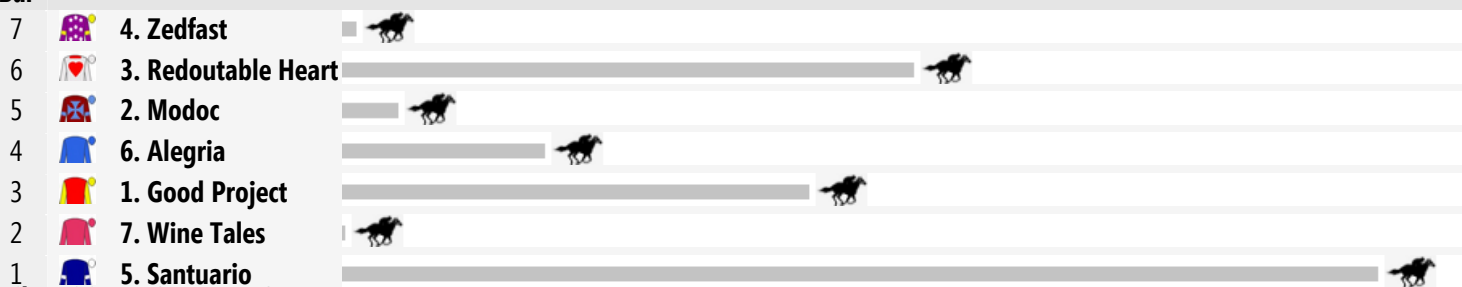 7 4. Zedfast
6 3. Redoutable Heart
5 2. Modoc
4 6. Alegria
3 1. Good Project
2 7. Wine Tales
1 5. Santuario